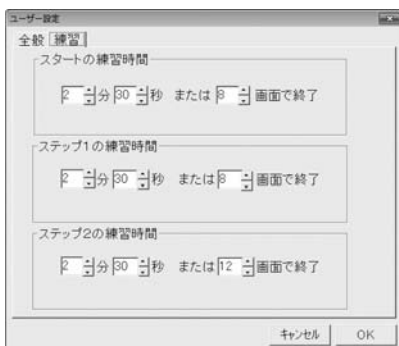 ユーザー設定
全般 練習
スタートの練習時間
2 分 30 秒 または 8 画面で終了
ステップ1の練習時間
2 分 30 秒 または 8 画面で終了
ステップ2の練習時間
2 分 30 秒 または 12 画面で終了
キャンセル OK